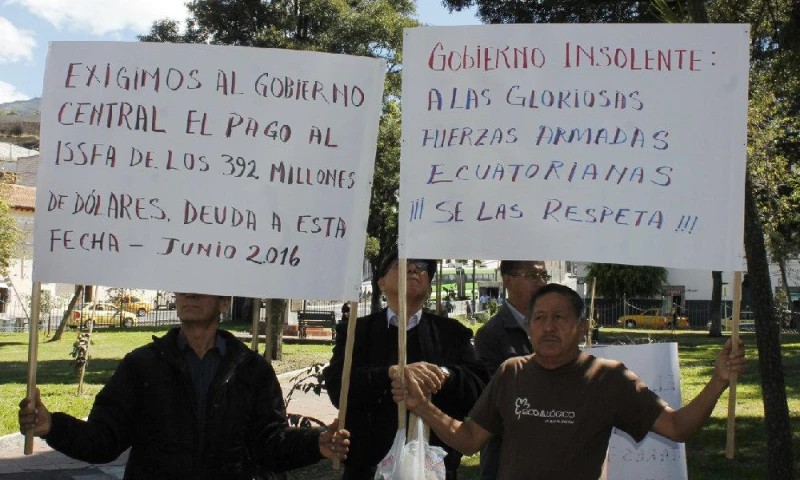 EXIGIMOS AL GOBIERNO
CENTRAL EL PAGO AL
ISSFA DE LOS 392 MILLONES
DE DÓLARES, DEUDA A ESTA
FECHA – JUNIO 2016
GOBIERNO INSOLENTE:
A LAS GLORIOSAS
FUERZAS ARMADAS
ECUATORIANAS
¡¡¡ SE LAS RESPETA !!!